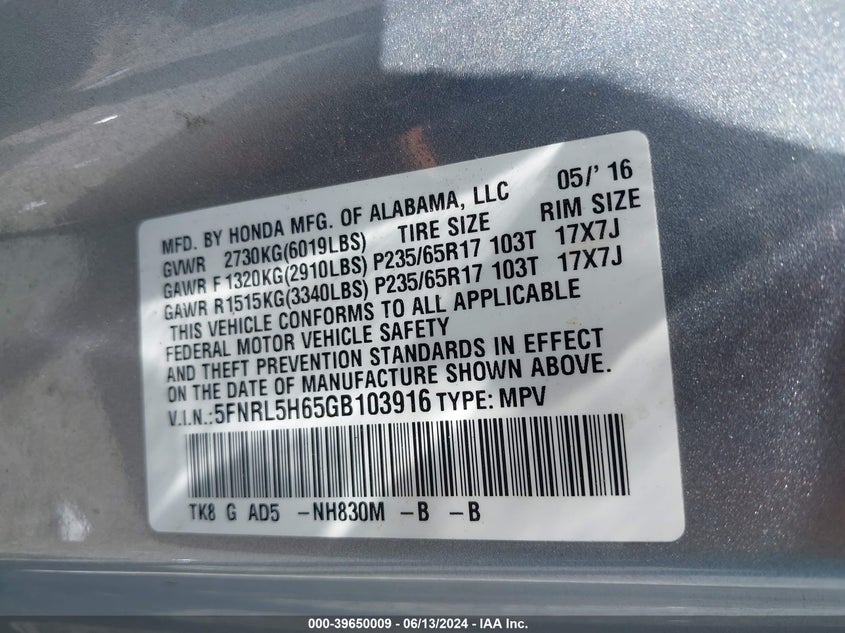 MFD. BY HONDA MFG. OF ALABAMA, LLC 05/' 16
GVWR 2730KG(6019LBS) TIRE SIZE RIM SIZE
GAWR F 1320KG(2910LBS) P235/65R17 103T 17X7J
GAWR R1515KG(3340LBS) P235/65R17 103T 17X7J
THIS VEHICLE CONFORMS TO ALL APPLICABLE
FEDERAL MOTOR VEHICLE SAFETY
AND THEFT PREVENTION STANDARDS IN EFFECT
ON THE DATE OF MANUFACTURE SHOWN ABOVE.
V.I.N.:5FNRL5H65GB103916 TYPE: MPV
TK8 G AD5 -NH830M -B -B
000-39650009 - 06/13/2024 - IAA Inc.